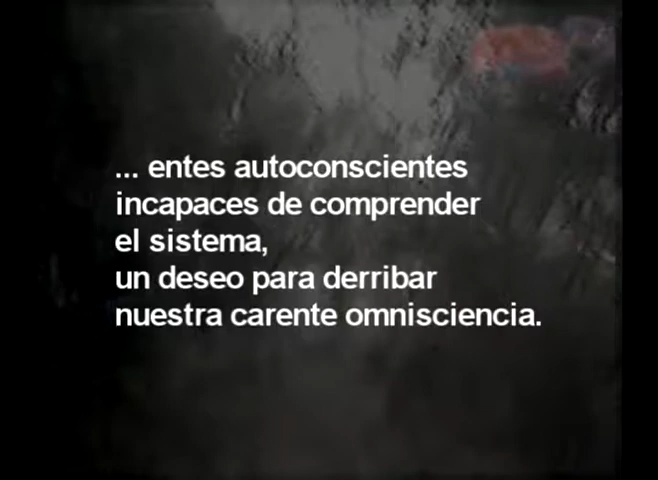 ... entes autoconscientes
incapaces de comprender
el sistema,
un deseo para derribar
nuestra carente omnisciencia.